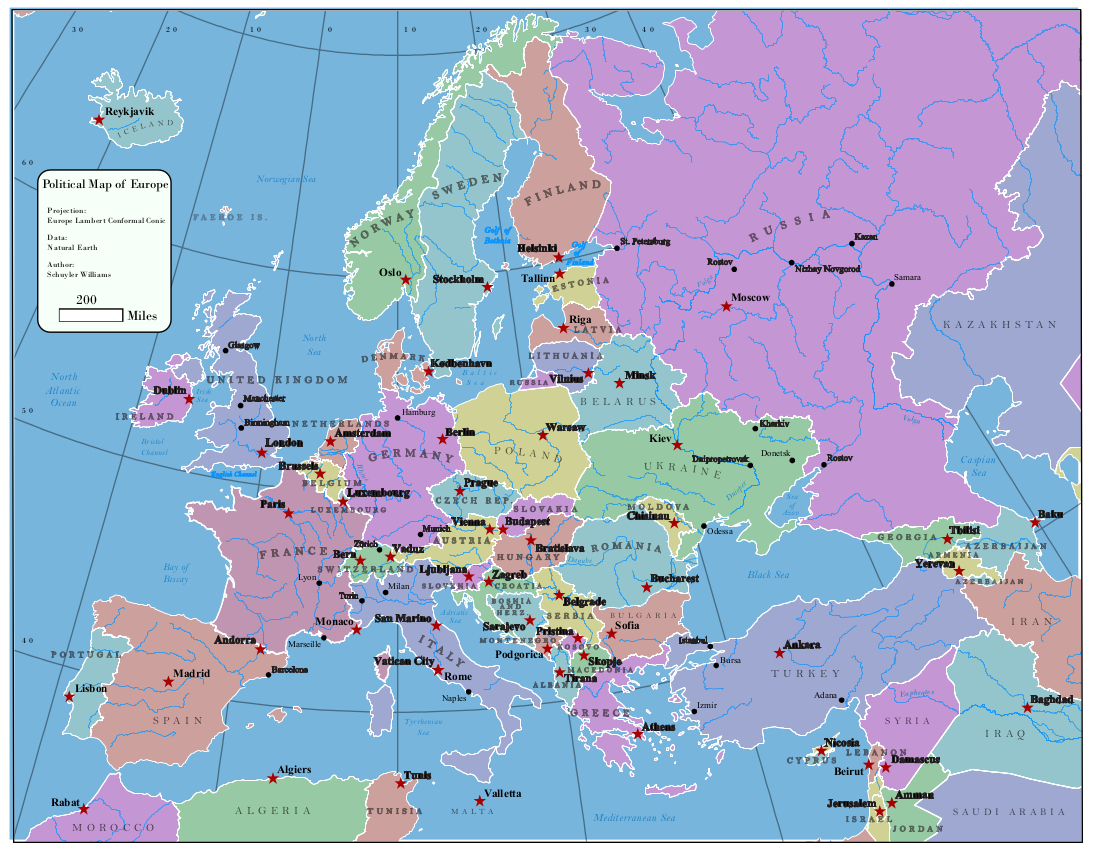 30
20
10
0
10
20
30
40
Reykjavik
ICELAND
60
Norwegian Sea
Political Map of Europe
Projection:
Europe Lambert Conformal Conic
Data:
Natural Earth
Author:
Schuyler Williams
200
Miles
FAEROE IS.
SWEDEN
FINLAND
NORWAY
RUSSIA
Gulf of
Bothnia
Helsinki
Gulf
of
Finland
St. Petersburg
Kazan
Rostov
Nizhny Novgorod
Samara
Oslo
Stockholm
Tallinn
ESTONIA
Volga
Moscow
Riga
LATVIA
KAZAKHSTAN
North
Sea
Glasgow
DENMARK
LITHUANIA
Kødbenhavn
Baltic
Sea
RUSSIA
Vilnius
Minsk
North
Atlantic
Ocean
UNITED KINGDOM
Dublin
Irish
Sea
Manchester
BELARUS
50
IRELAND
Hamburg
Birmingham
NETHERLANDS
Amsterdam
Berlin
Warsaw
Kharkiv
Volga
Bristol
Channel
London
Kiev
GERMANY
POLAND
Donetsk
Rostov
Dnipropetrovsk
UKRAINE
Caspian
Sea
English Channel
Brussels
BELGIUM
Prague
CZECH REP.
Luxembourg
LUXEMBOURG
Dnieper
Sea
of
Azov
Paris
SLOVAKIA
MOLDOVA
Chisinau
Vienna
Budapest
Odessa
Baku
Munich
AUSTRIA
Tbilisi
GEORGIA
AZERBAIJAN
Zürich
Bern
Vaduz
FRANCE
HUNGARY
Bratislava
ROMANIA
Danube
ARMENIA
Yerevan
AZERBAIJAN
SWITZERLAND
Ljubljana
Bay of
Biscay
Lyon
Milan
SLOVENIA
Zagreb
CROATIA
Bucharest
Black Sea
Turin
BOSNIA
AND
HERZ.
Belgrade
SERBIA
BULGARIA
IRAN
Monaco
San Marino
Adriatic
Sea
Sarajevo
Sofia
Andorra
Marseille
ITALY
MONTENEGRO
Pristina
KOSOVO
Istanbul
40
PORTUGAL
Podgorica
Skopje
Ankara
Vatican City
Rome
MACEDONIA
Bursa
TURKEY
Madrid
Barcelona
Tirana
ALBANIA
Lisbon
Naples
Izmir
Adana
Euphrates
Baghdad
SPAIN
Tyrrhenian
Sea
GREECE
Athens
SYRIA
IRAQ
Nicosia
CYPRUS
LEBANON
Damascus
Beirut
Algiers
Tunis
Valletta
Rabat
Amman
Jerusalem
ALGERIA
TUNISIA
MALTA
Mediterranean Sea
ISRAEL
JORDAN
SAUDI ARABIA
MOROCCO